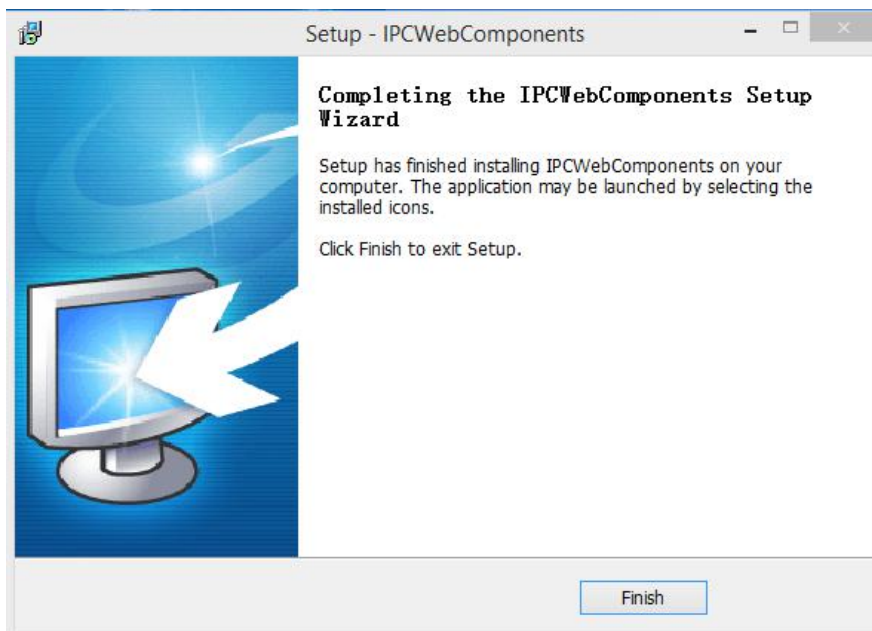 Setup - IPCWebComponents
Completing the IPCWebComponents Setup
Wizard
Setup has finished installing IPCWebComponents on your
computer. The application may be launched by selecting the
installed icons.
Click Finish to exit Setup.
Finish